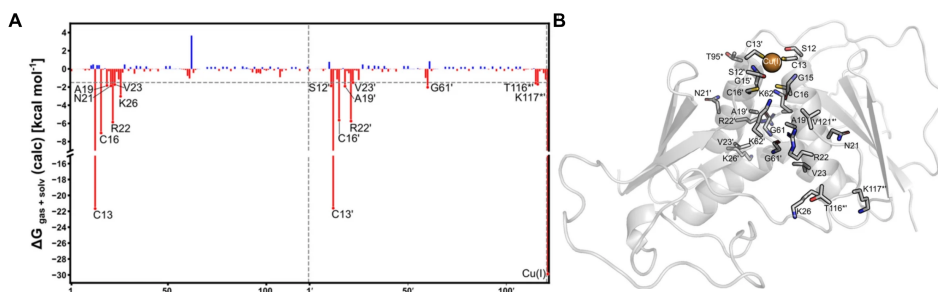 A
B
ΔG gas + solv (calc) [kcal mol⁻¹]
4
2
0
−2
−4
−6
−8
−14
−16
−18
−20
−22
−24
−26
−28
−30
A19
N21
V23
K26
R22
C16
C13
S12'
V23'
A19'
R22'
C16'
C13'
G61'
T116*'
K117*'
Cu(I)
1
50
100
1'
50'
100'
C13'
S12
T95*'
Cu(I)
C13
S12'
G15'
G15
C16'
K62
C16
N21'
A19'
R22'
A19
V121*'
G61
K62'
N21
V23'
K26'
G61'
R22
V23
K26
T116*'
K117*'